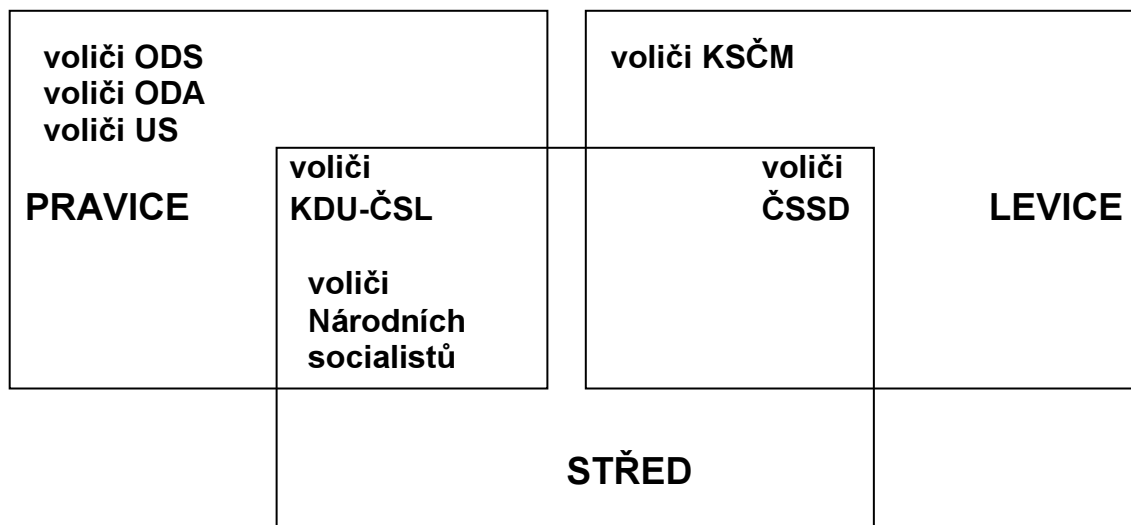 voliči ODS
voliči ODA
voliči US
voliči KSČM
PRAVICE
voliči
KDU-ČSL
voliči
ČSSD
LEVICE
voliči
Národních
socialistů
STŘED